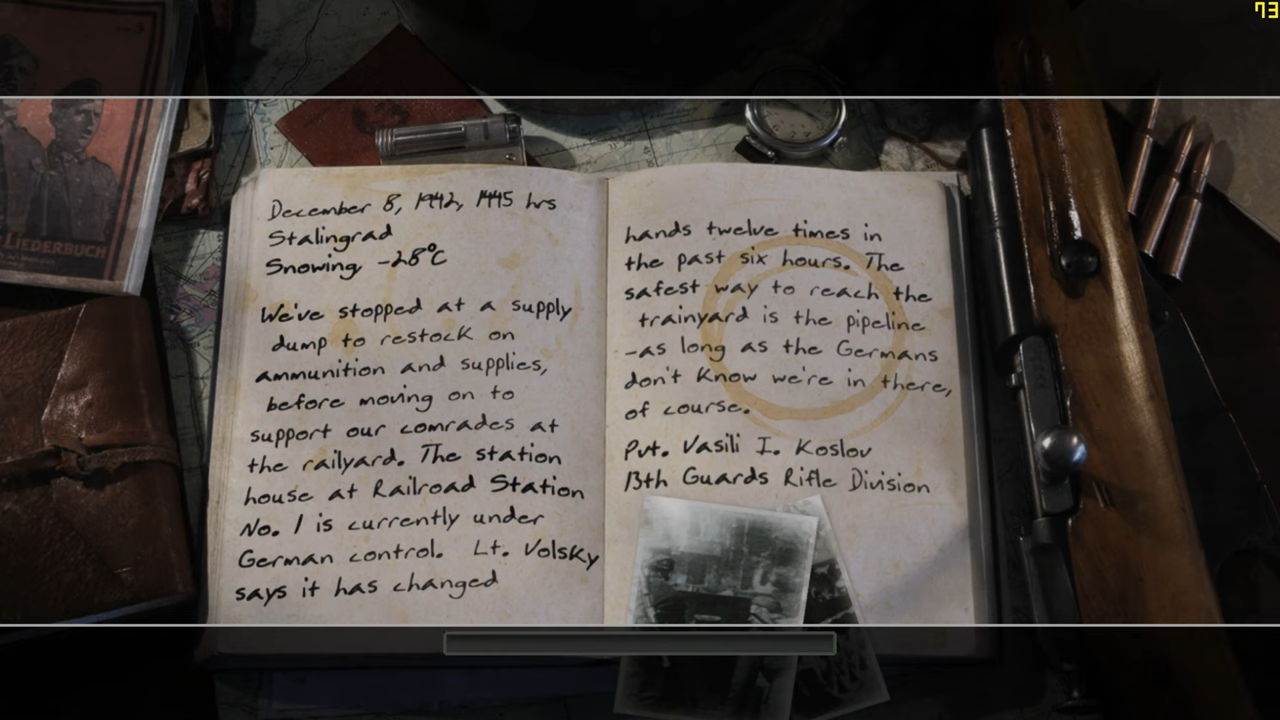 73
LIEDERBUCH
December 8, 1942, 1445 hrs
Stalingrad
Snowing, -28°C
We've stopped at a supply
dump to restock on
ammunition and supplies,
before moving on to
support our comrades at
the railyard. The station
house at Railroad Station
No. 1 is currently under
German control. Lt. Volsky
says it has changed
hands twelve times in
the past six hours. The
safest way to reach the
trainyard is the pipeline
-as long as the Germans
don't know we're in there,
of course.
Pvt. Vasili I. Koslov
13th Guards Rifle Division